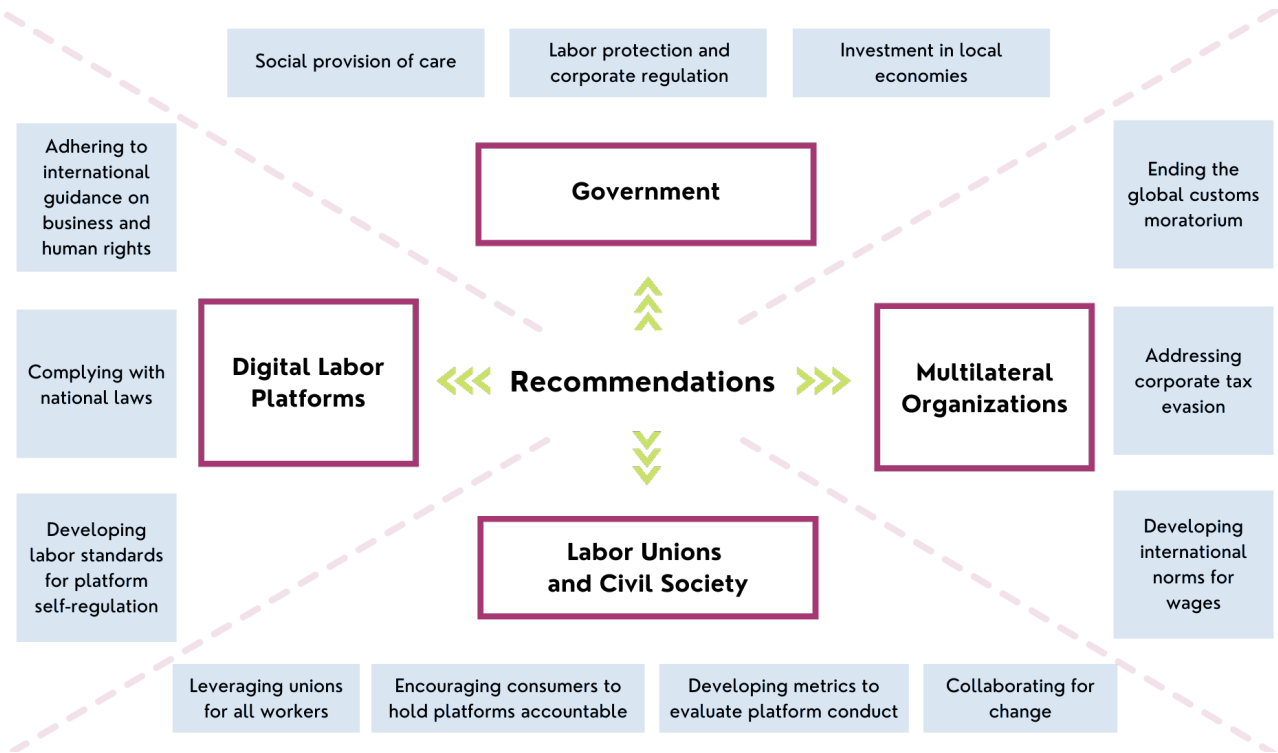 Social provision of care
Labor protection and
corporate regulation
Investment in local
economies
Government
Adhering to
international
guidance on
business and
human rights
Complying with
national laws
Developing
labor standards
for platform
self-regulation
Digital Labor
Platforms
Recommendations
Multilateral
Organizations
Ending the
global customs
moratorium
Addressing
corporate tax
evasion
Developing
international
norms for
wages
Labor Unions
and Civil Society
Leveraging unions
for all workers
Encouraging consumers to
hold platforms accountable
Developing metrics to
evaluate platform conduct
Collaborating for
change